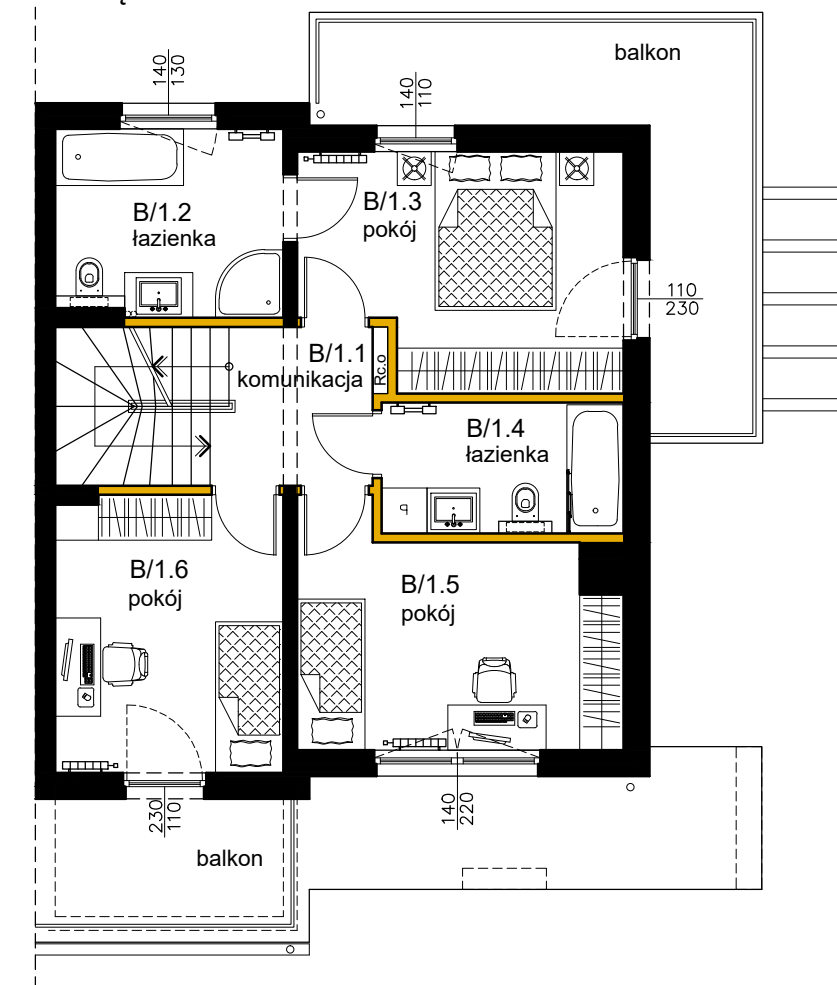 balkon
140
130
140
110
B/1.2
łazienka
B/1.3
pokój
110
230
B/1.1
komunikacja
Rc.o
B/1.4
łazienka
P
B/1.6
pokój
B/1.5
pokój
230
110
140
220
balkon